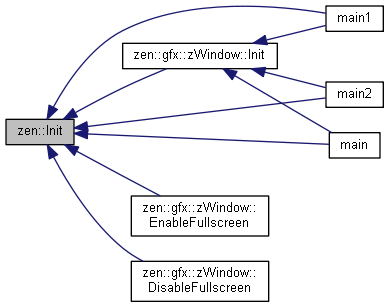 main1
zen::gfx::zWindow::Init
main2
zen::Init
main
zen::gfx::zWindow::
EnableFullscreen
zen::gfx::zWindow::
DisableFullscreen